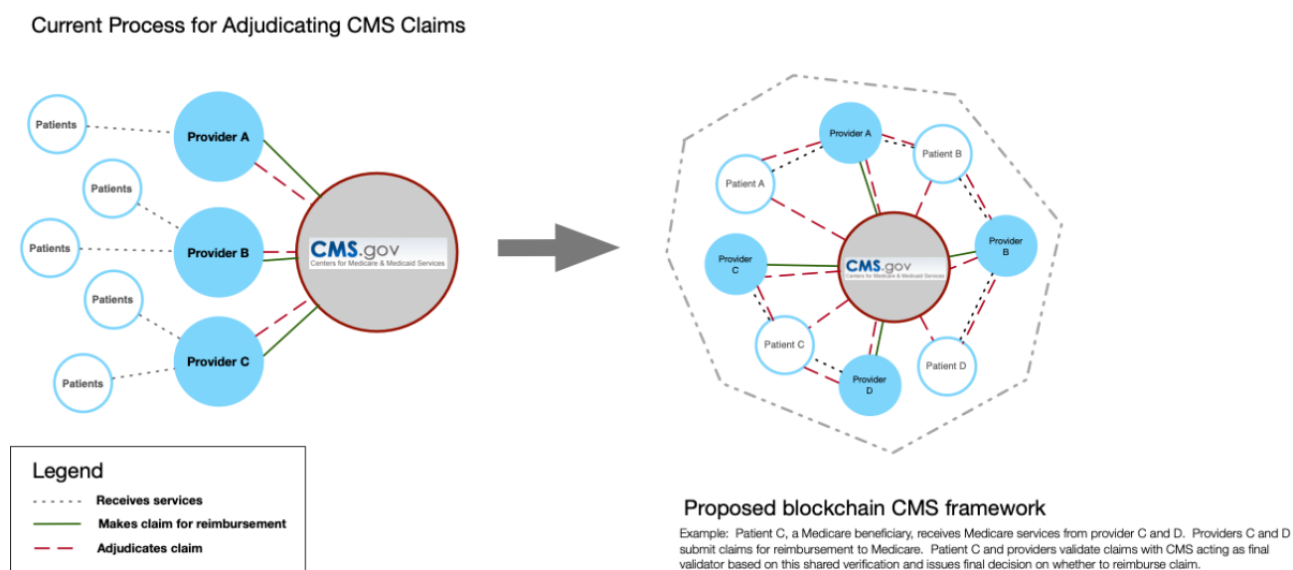 Current Process for Adjudicating CMS Claims
Patients
Provider A
Patients
Patients
Provider B
Patients
Patients
Provider C
CMS.gov
Centers for Medicare & Medicaid Services
Provider A
Patient B
Patient A
Provider
B
Provider
C
CMS.gov
Centers for Medicare & Medicaid Services
Patient C
Patient D
Provider
D
Legend
Receives services
Makes claim for reimbursement
Adjudicates claim
Proposed blockchain CMS framework
Example: Patient C, a Medicare beneficiary, receives Medicare services from provider C and D. Providers C and D
submit claims for reimbursement to Medicare. Patient C and providers validate claims with CMS acting as final
validator based on this shared verification and issues final decision on whether to reimburse claim.